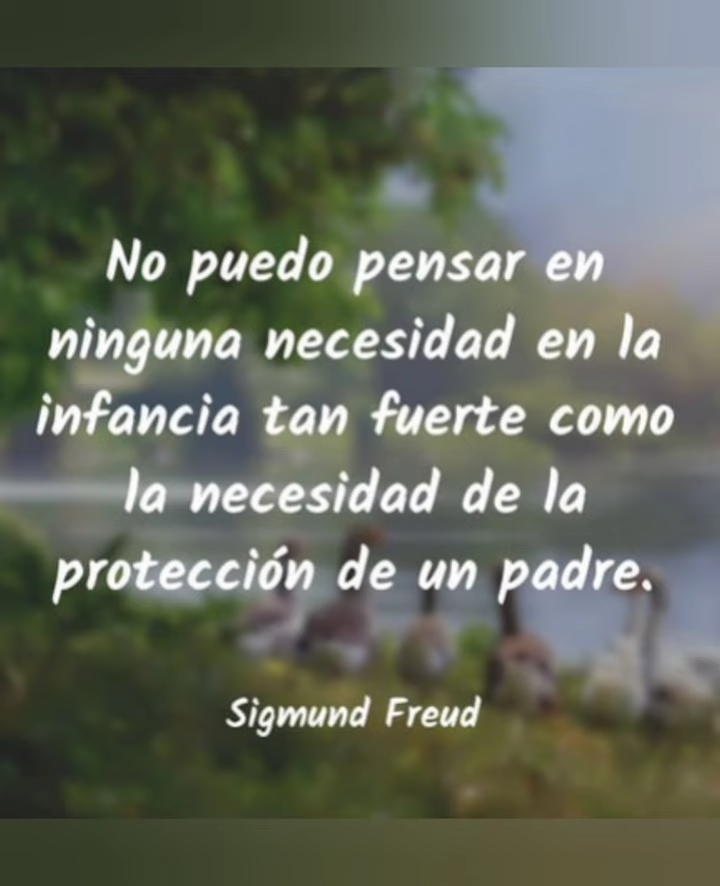 No puedo pensar en
ninguna necesidad en la
infancia tan fuerte como
la necesidad de la
protección de un padre.
Sigmund Freud